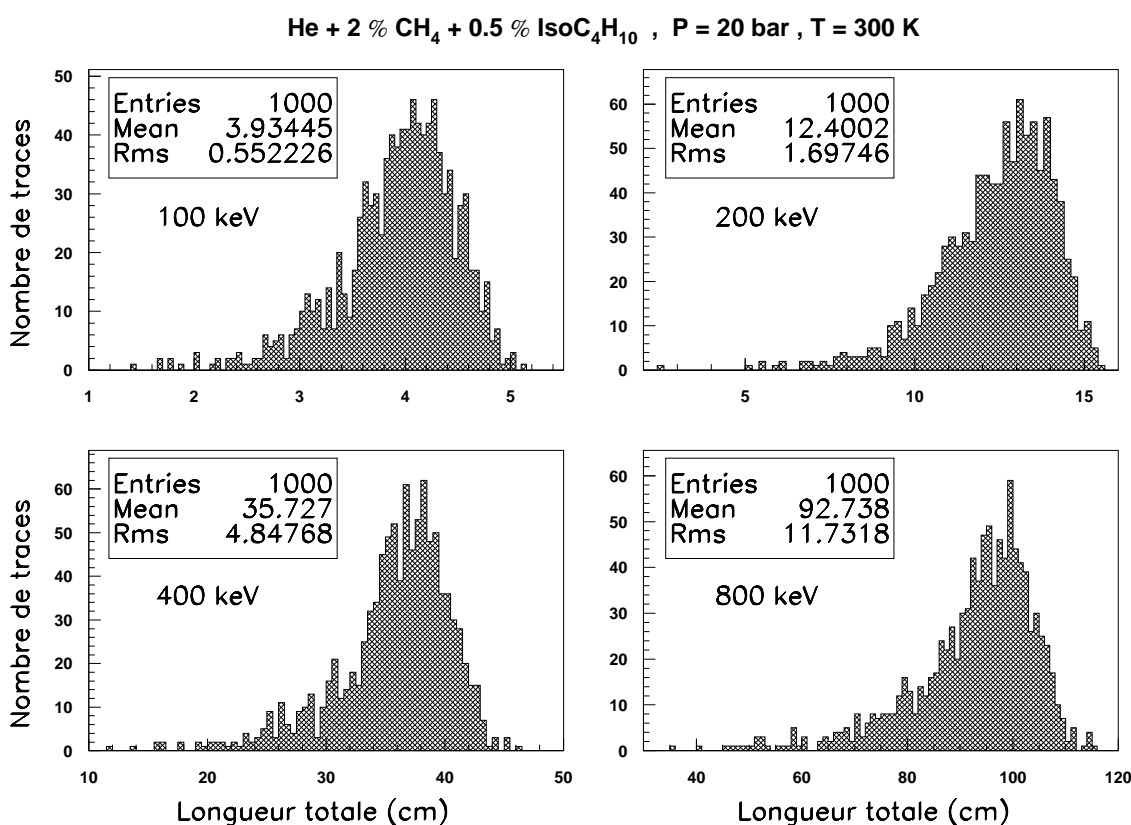 He + 2 % CH4 + 0.5 % IsoC4H10 , P = 20 bar , T = 300 K
Nombre de traces
50
40
30
20
10
0
Entries 1000
Mean 3.93445
Rms 0.552226
100 keV
1 2 3 4 5
60
50
40
30
20
10
0
Entries 1000
Mean 12.4002
Rms 1.69746
200 keV
5 10 15
Nombre de traces
60
50
40
30
20
10
0
Entries 1000
Mean 35.727
Rms 4.84768
400 keV
10 20 30 40 50
Longueur totale (cm)
60
50
40
30
20
10
0
Entries 1000
Mean 92.738
Rms 11.7318
800 keV
40 60 80 100 120
Longueur totale (cm)